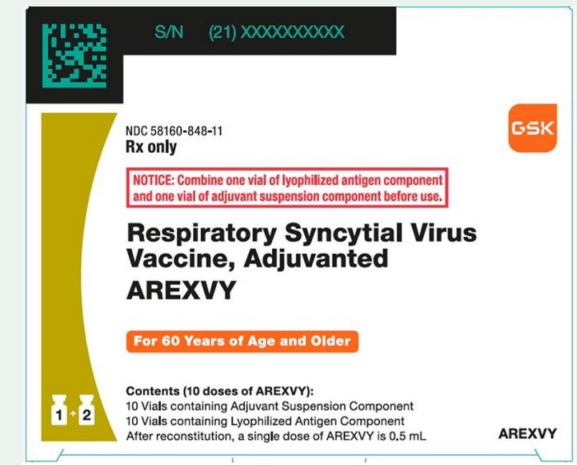 S/N (21) XXXXXXXXXX
GSK
NDC 58160-848-11
Rx only
NOTICE: Combine one vial of lyophilized antigen component
and one vial of adjuvant suspension component before use.
Respiratory Syncytial Virus
Vaccine, Adjuvanted
AREXVY
For 60 Years of Age and Older
Contents (10 doses of AREXVY):
10 Vials containing Adjuvant Suspension Component
10 Vials containing Lyophilized Antigen Component
After reconstitution, a single dose of AREXVY is 0.5 mL
1 + 2
AREXVY